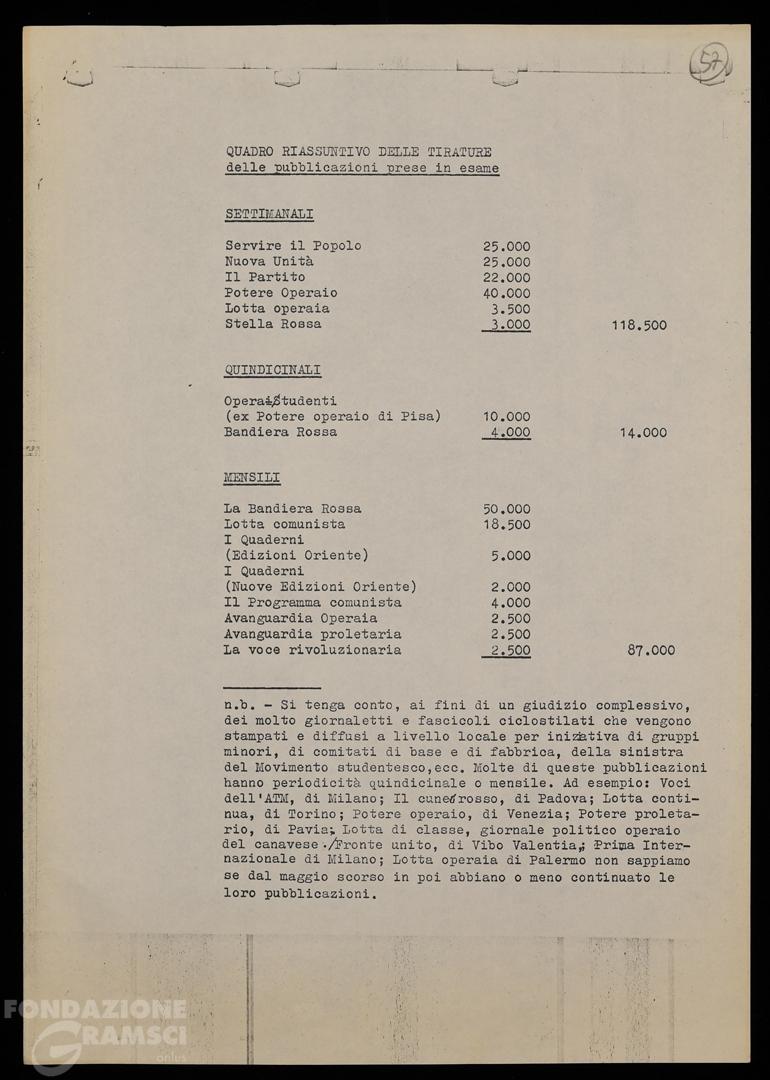 57
QUADRO RIASSUNTIVO DELLE TIRATURE
delle pubblicazioni prese in esame
SETTIMANALI
Servire il Popolo 25.000
Nuova Unità 25.000
Il Partito 22.000
Potere Operaio 40.000
Lotta operaia 3.500
Stella Rossa 3.000 118.500
QUINDICINALI
Operai/Studenti
(ex Potere operaio di Pisa) 10.000
Bandiera Rossa 4.000 14.000
MENSILI
La Bandiera Rossa 50.000
Lotta comunista 18.500
I Quaderni
(Edizioni Oriente) 5.000
I Quaderni
(Nuove Edizioni Oriente) 2.000
Il Programma comunista 4.000
Avanguardia Operaia 2.500
Avanguardia proletaria 2.500
La voce rivoluzionaria 2.500 87.000
n.b. - Si tenga conto, ai fini di un giudizio complessivo,
dei molto giornaletti e fascicoli ciclostilati che vengono
stampati e diffusi a livello locale per iniziativa di gruppi
minori, di comitati di base e di fabbrica, della sinistra
del Movimento studentesco,ecc. Molte di queste pubblicazioni
hanno periodicità quindicinale o mensile. Ad esempio: Voci
dell'ATM, di Milano; Il cuneo rosso, di Padova; Lotta conti-
nua, di Torino; Potere operaio, di Venezia; Potere proleta-
rio, di Pavia; Lotta di classe, giornale politico operaio
del canavese./Fronte unito, di Vibo Valentia; Prima Inter-
nazionale di Milano; Lotta operaia di Palermo non sappiamo
se dal maggio scorso in poi abbiano o meno continuato le
loro pubblicazioni.
FONDAZIONE
GRAMSCI
onlus